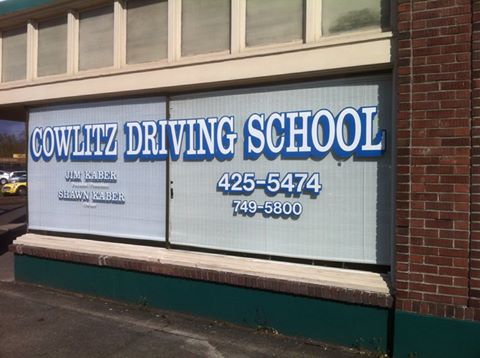 COWLITZ DRIVING SCHOOL
JIM KABER
SHAWN KABER
425-5474
749-5800